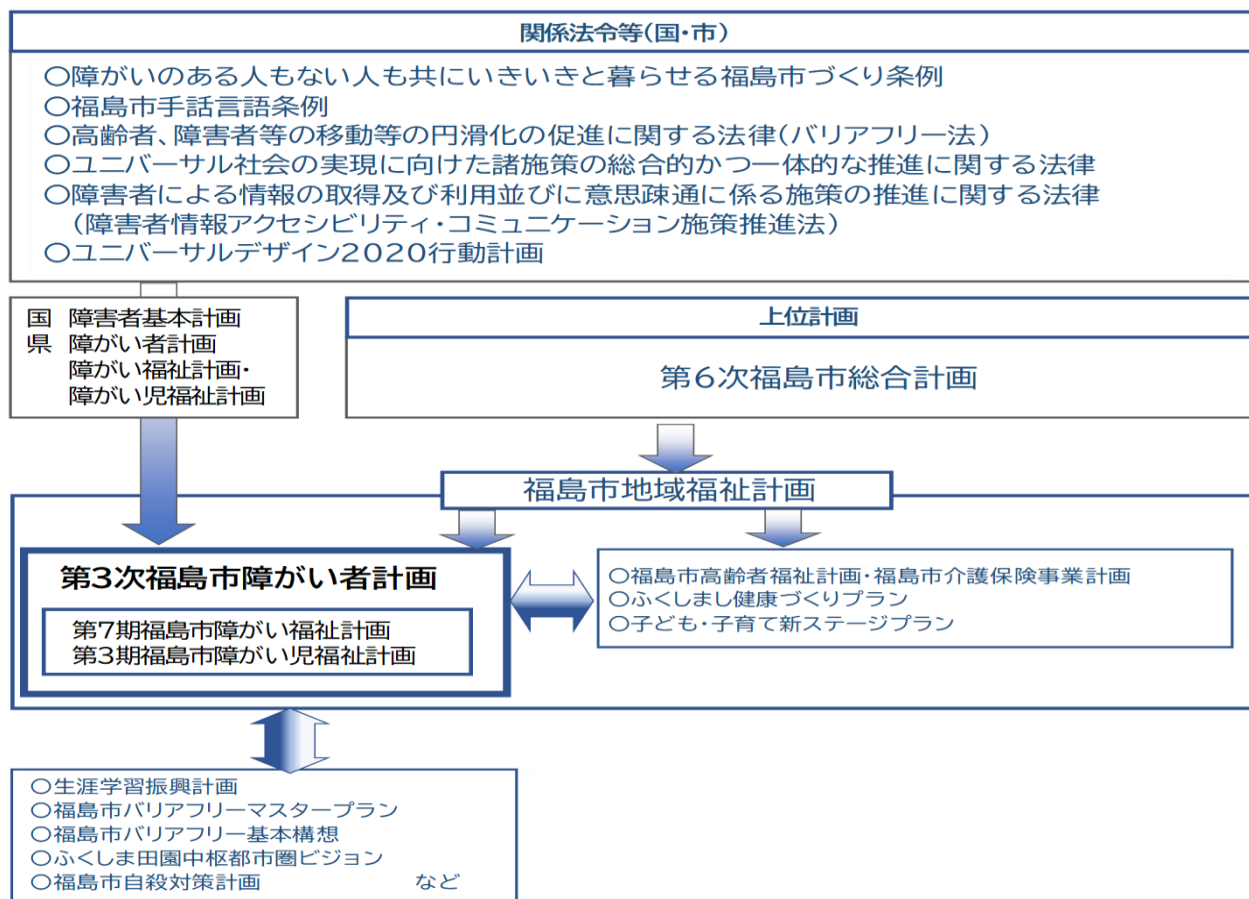 関係法令等(国・市)
○障がいのある人もない人も共にいきいきと暮らせる福島市づくり条例
○福島市手話言語条例
○高齢者、障害者等の移動等の円滑化の促進に関する法律(バリアフリー法)
○ユニバーサル社会の実現に向けた諸施策の総合的かつ一体的な推進に関する法律
○障害者による情報の取得及び利用並びに意思疎通に係る施策の推進に関する法律
(障害者情報アクセシビリティ・コミュニケーション施策推進法)
○ユニバーサルデザイン2020行動計画
国 障害者基本計画
県 障がい者計画
障がい福祉計画・
障がい児福祉計画
上位計画
第6次福島市総合計画
福島市地域福祉計画
第3次福島市障がい者計画
第7期福島市障がい福祉計画
第3期福島市障がい児福祉計画
○福島市高齢者福祉計画・福島市介護保険事業計画
○ふくしまし健康づくりプラン
○子ども・子育て新ステージプラン
○生涯学習振興計画
○福島市バリアフリーマスタープラン
○福島市バリアフリー基本構想
○ふくしま田園中枢都市圏ビジョン
○福島市自殺対策計画 など